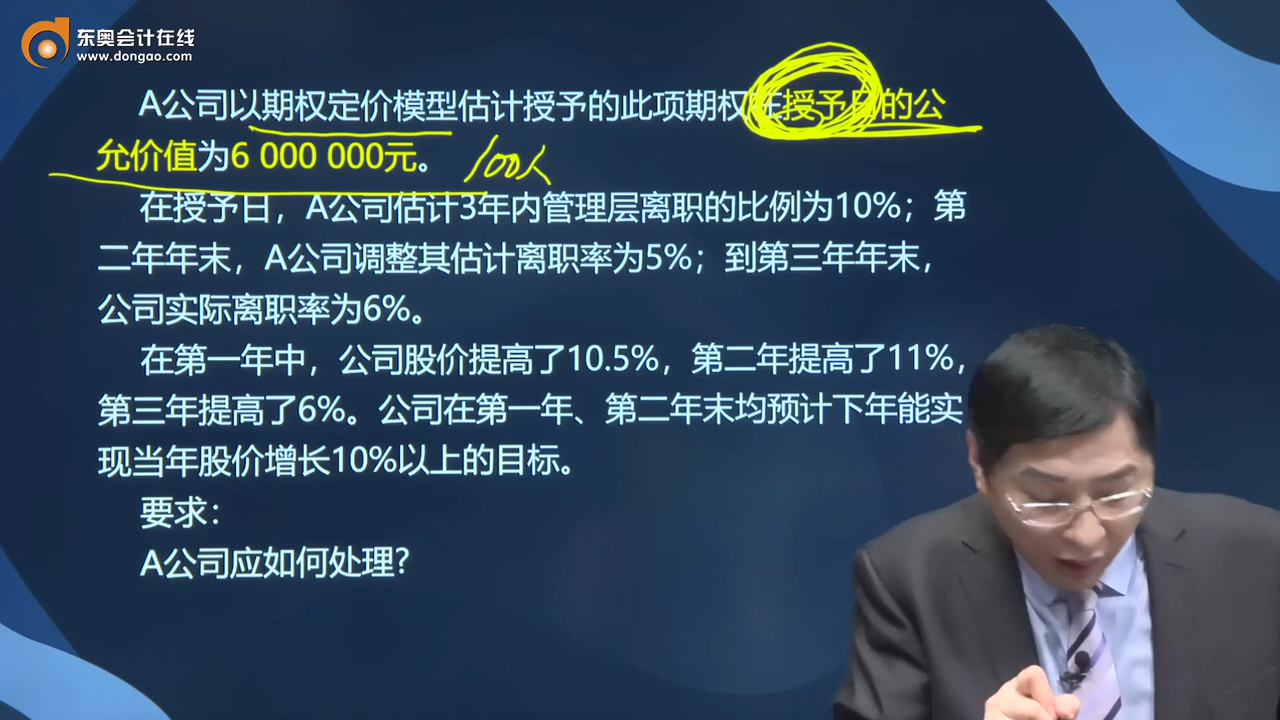 东奥会计在线
www.dongao.com
A公司以期权定价模型估计授予的此项期权在授予日的公
允价值为6 000 000元。 100人
在授予日，A公司估计3年内管理层离职的比例为10%；第
二年年末，A公司调整其估计离职率为5%；到第三年年末，
公司实际离职率为6%。
在第一年中，公司股价提高了10.5%，第二年提高了11%，
第三年提高了6%。公司在第一年、第二年末均预计下年能实
现当年股价增长10%以上的目标。
要求：
A公司应如何处理?